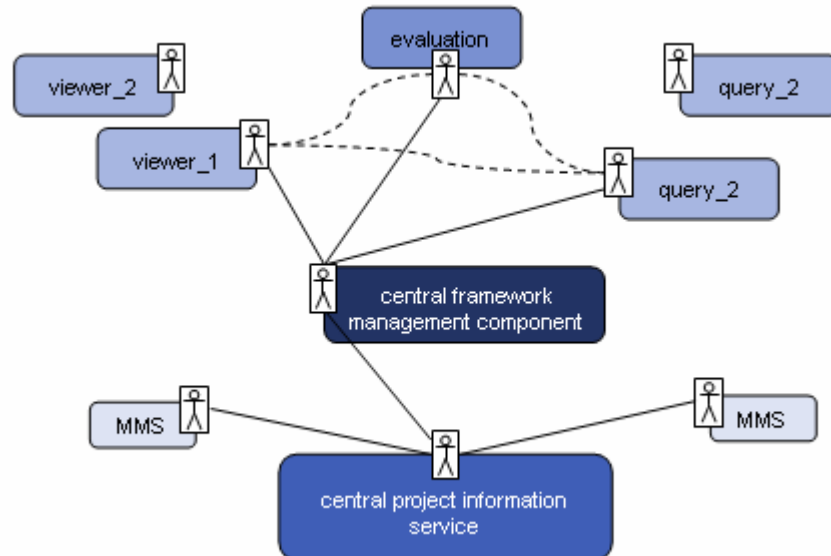 evaluation
viewer_2
query_2
viewer_1
query_2
central framework
management component
MMS
MMS
central project information
service